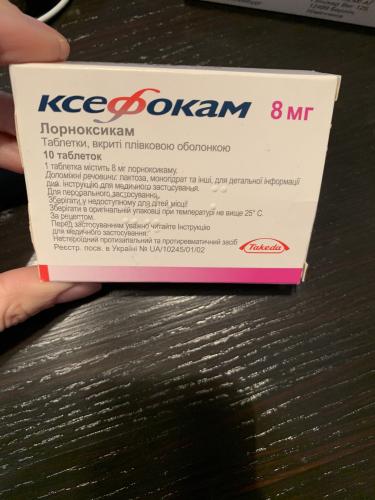 12489 Берлін,
Німеччина
ксефокам 8 мг
Лорноксикам
Таблетки, вкриті плівковою оболонкою
10 таблеток
1 таблетка містить 8 мг лорноксикаму.
Допоміжні речовини: лактоза, моногідрат та інші, для детальної інформації
див. Інструкцію для медичного застосування.
Для перорального застосування.
Зберігати у недоступному для дітей місці!
Зберігати в оригінальній упаковці при температурі не вище 25° С.
За рецептом.
Перед застосуванням уважно читайте Інструкцію
для медичного застосування.
Нестероїдний протизапальний та протиревматичний засіб
Реєстр. посв. в Україні № UA/10245/01/02
Takeda